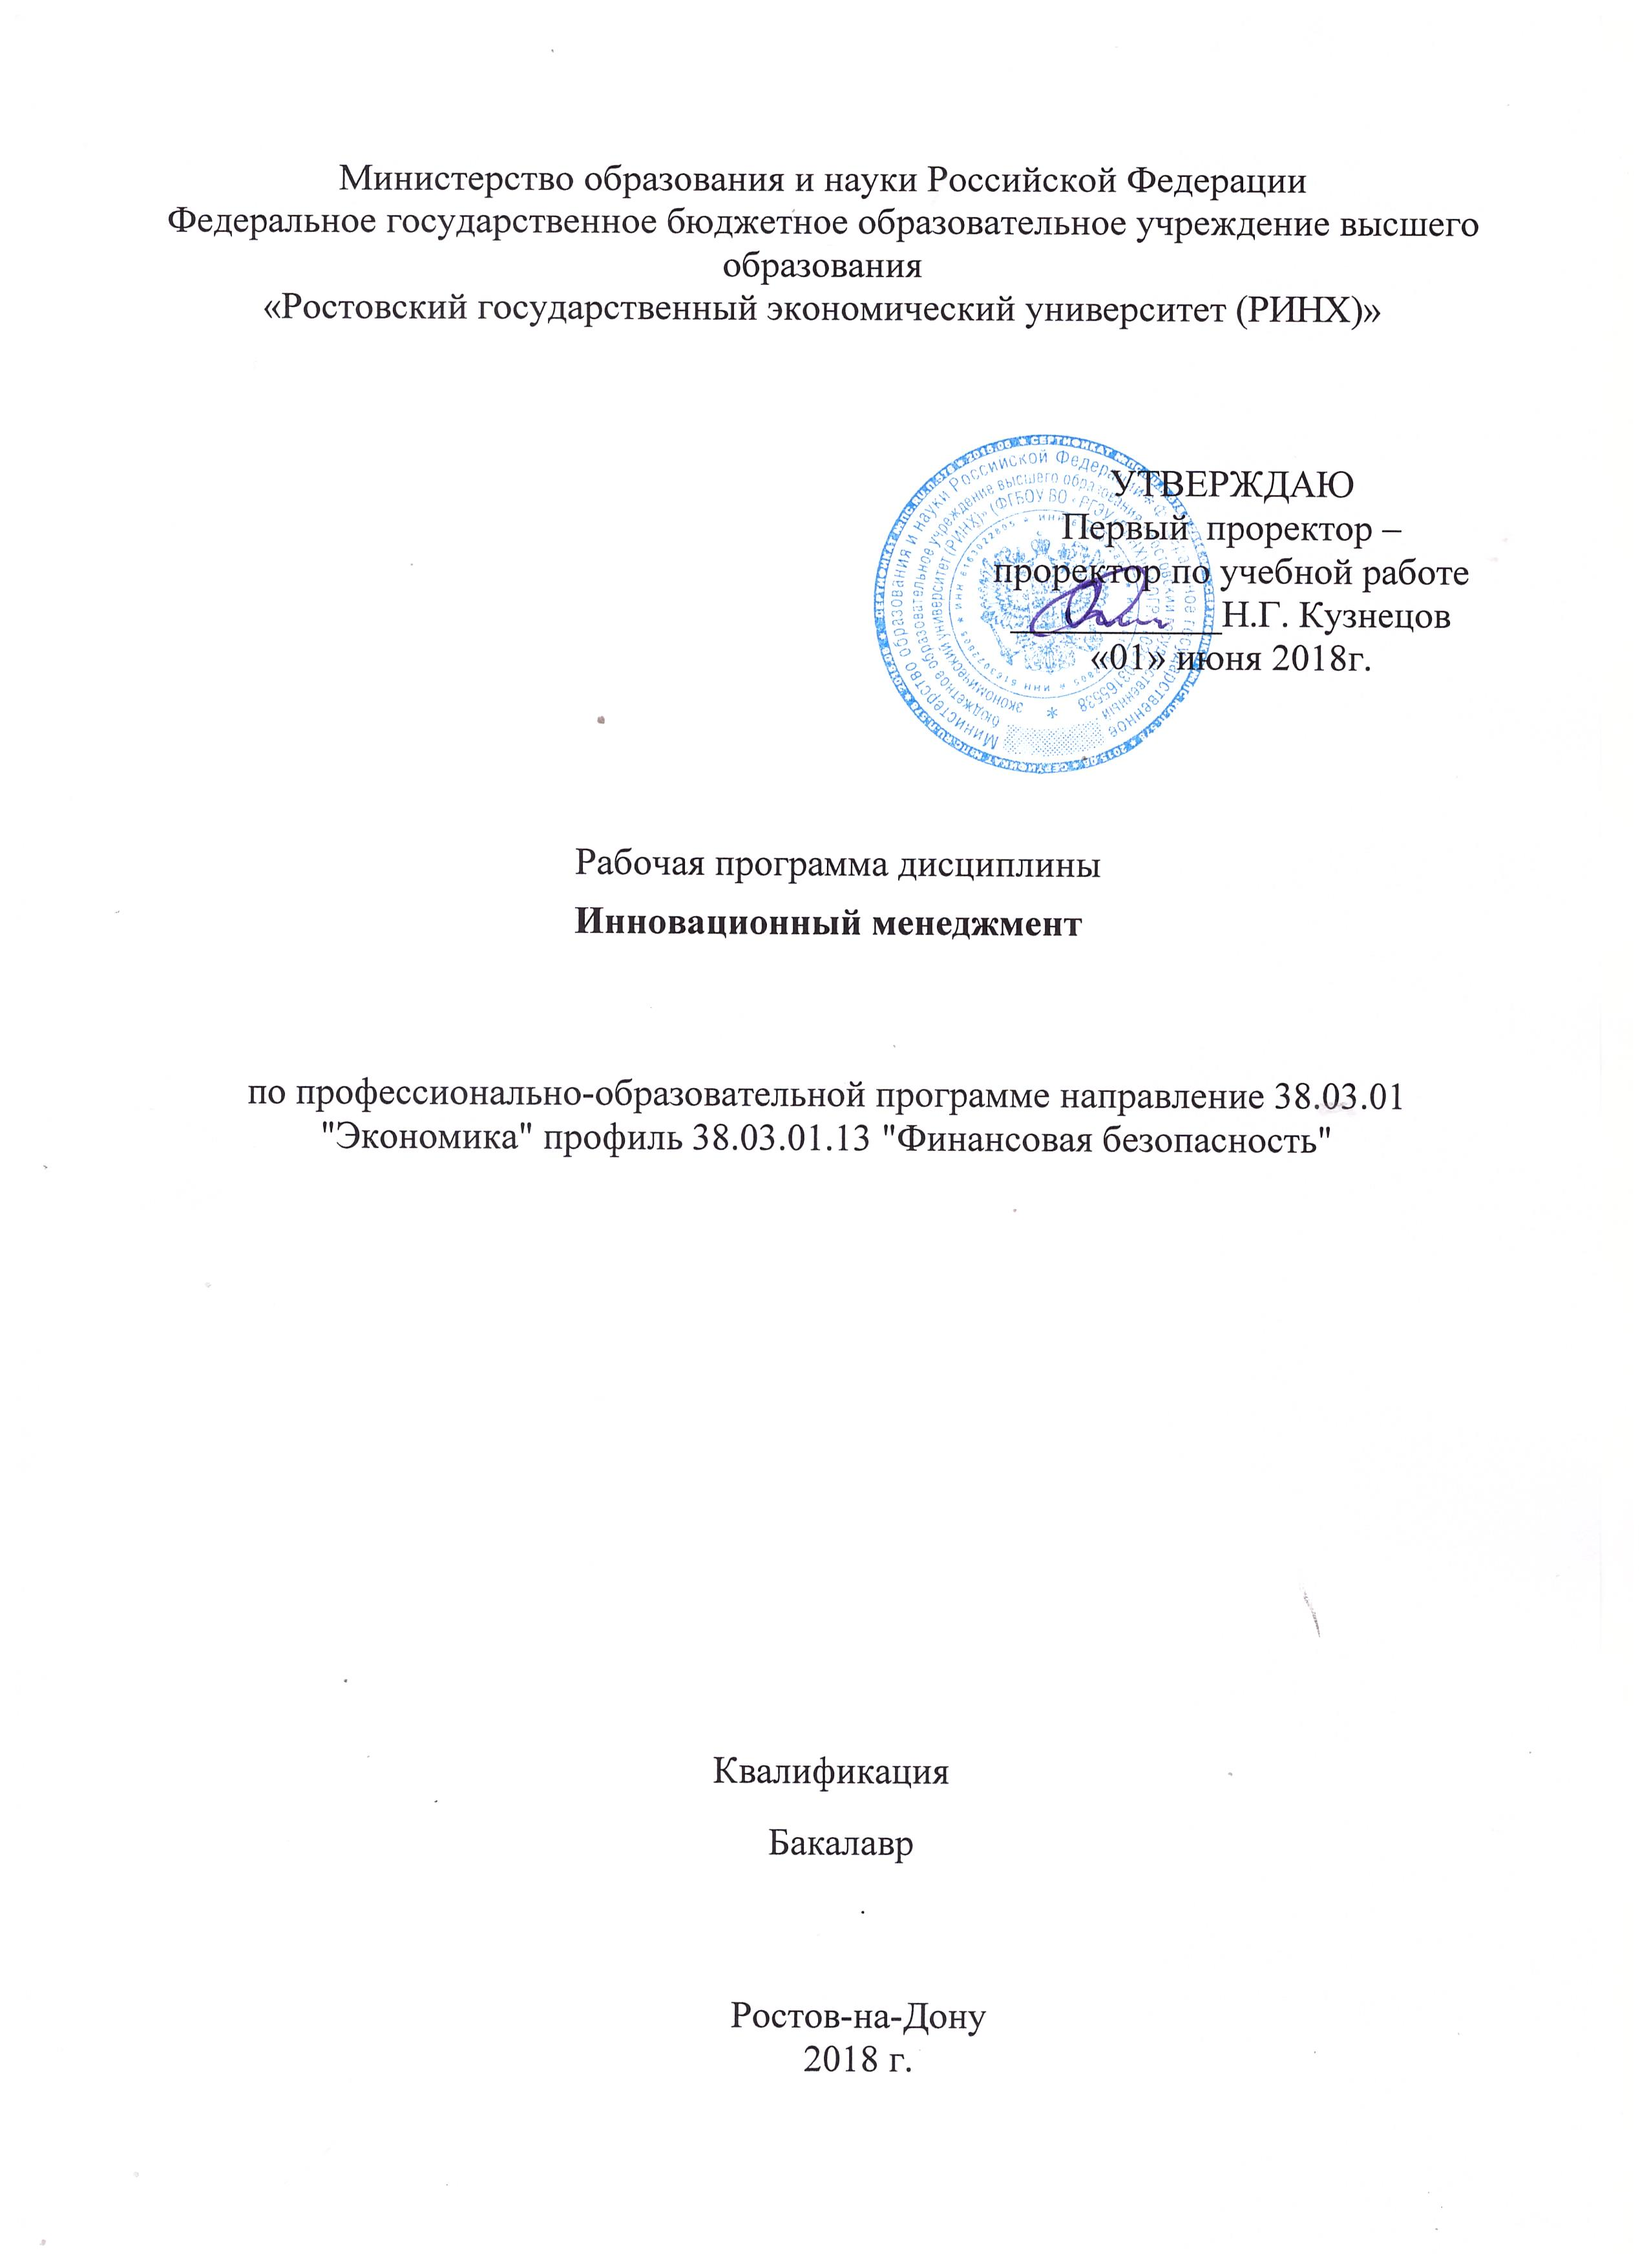 Министерство образования и науки Российской Федерации
Федеральное государственное бюджетное образовательное учреждение высшего
образования
«Ростовский государственный экономический университет (РИНХ)»
УТВЕРЖДАЮ
Первый проректор –
проректор по учебной работе
Н.Г. Кузнецов
«01» июня 2018г.
Рабочая программа дисциплины
Инновационный менеджмент
по профессионально-образовательной программе направление 38.03.01
"Экономика" профиль 38.03.01.13 "Финансовая безопасность"
Квалификация
Бакалавр
Ростов-на-Дону
2018 г.